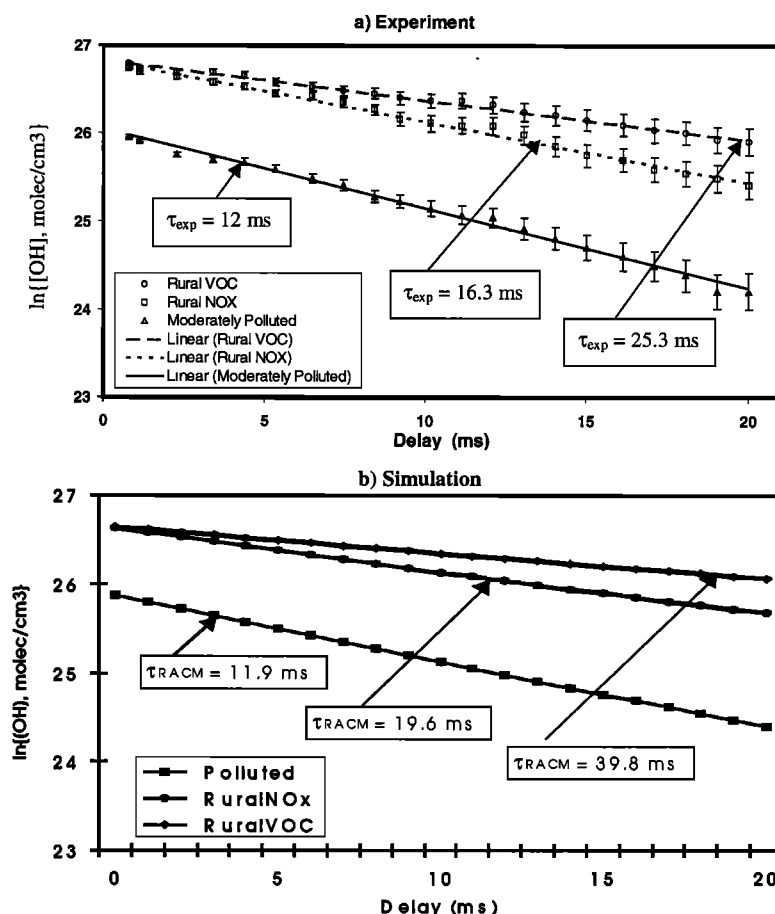 a) Experiment
27
26
25
24
23
ln{[OH], molec/cm3}
τexp = 12 ms
τexp = 16.3 ms
τexp = 25.3 ms
Rural VOC
Rural NOX
Moderately Polluted
Linear (Rural VOC)
Linear (Rural NOX)
Linear (Moderately Polluted)
0 5 10 15 20
Delay (ms)
b) Simulation
27
26
25
24
23
ln{(OH), molec/cm3}
τRACM = 11.9 ms
τRACM = 19.6 ms
τRACM = 39.8 ms
Polluted
RuralNOx
RuralVOC
0 5 10 15 20
Delay (ms)